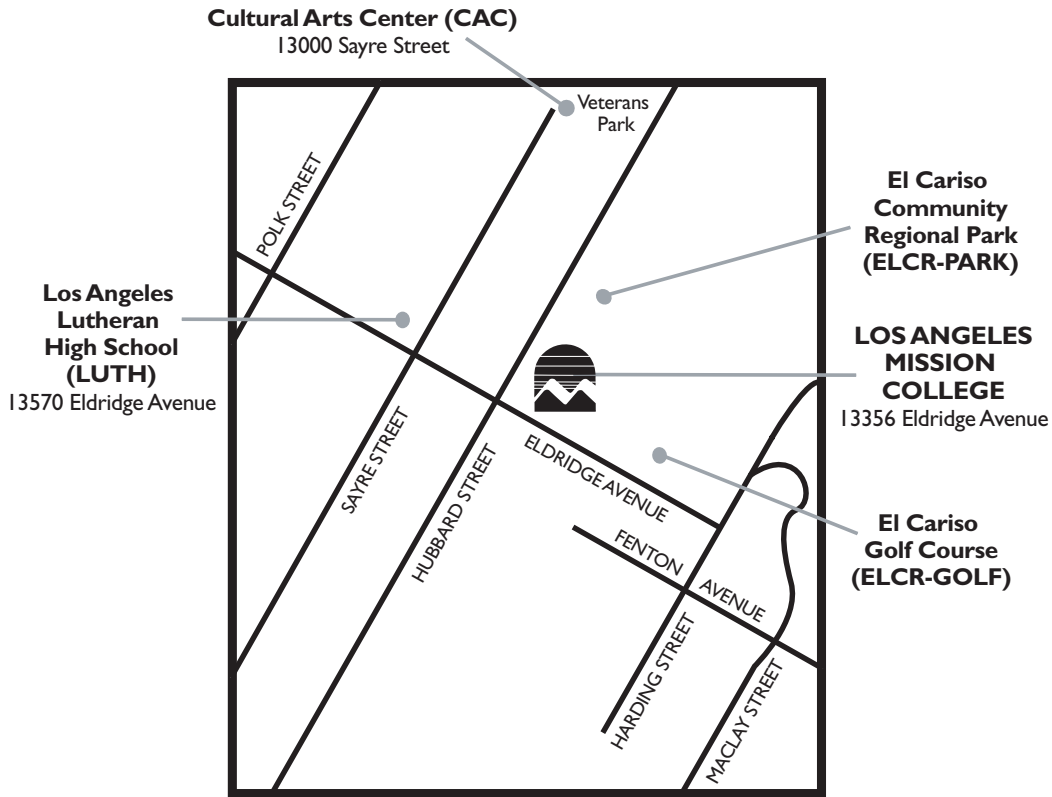 Cultural Arts Center (CAC)
13000 Sayre Street
Veterans
Park
POLK STREET
El Cariso
Community
Regional Park
(ELCR-PARK)
Los Angeles
Lutheran
High School
(LUTH)
13570 Eldridge Avenue
LOS ANGELES
MISSION
COLLEGE
13356 Eldridge Avenue
SAYRE STREET
HUBBARD STREET
ELDRIDGE AVENUE
FENTON AVENUE
El Cariso
Golf Course
(ELCR-GOLF)
HARDING STREET
MACLAY STREET